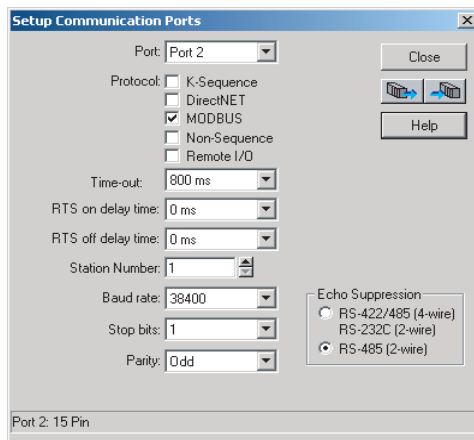 Setup Communication Ports
Port: Port 2
Close
Protocol: K-Sequence
DirectNET
MODBUS
Help
Non-Sequence
Remote I/O
Time-out: 800 ms
RTS on delay time: 0 ms
RTS off delay time: 0 ms
Station Number: 1
Baud rate: 38400
Echo Suppression
RS-422/485 (4-wire)
RS-232C (2-wire)
Stop bits: 1
RS-485 (2-wire)
Parity: Odd
Port 2: 15 Pin